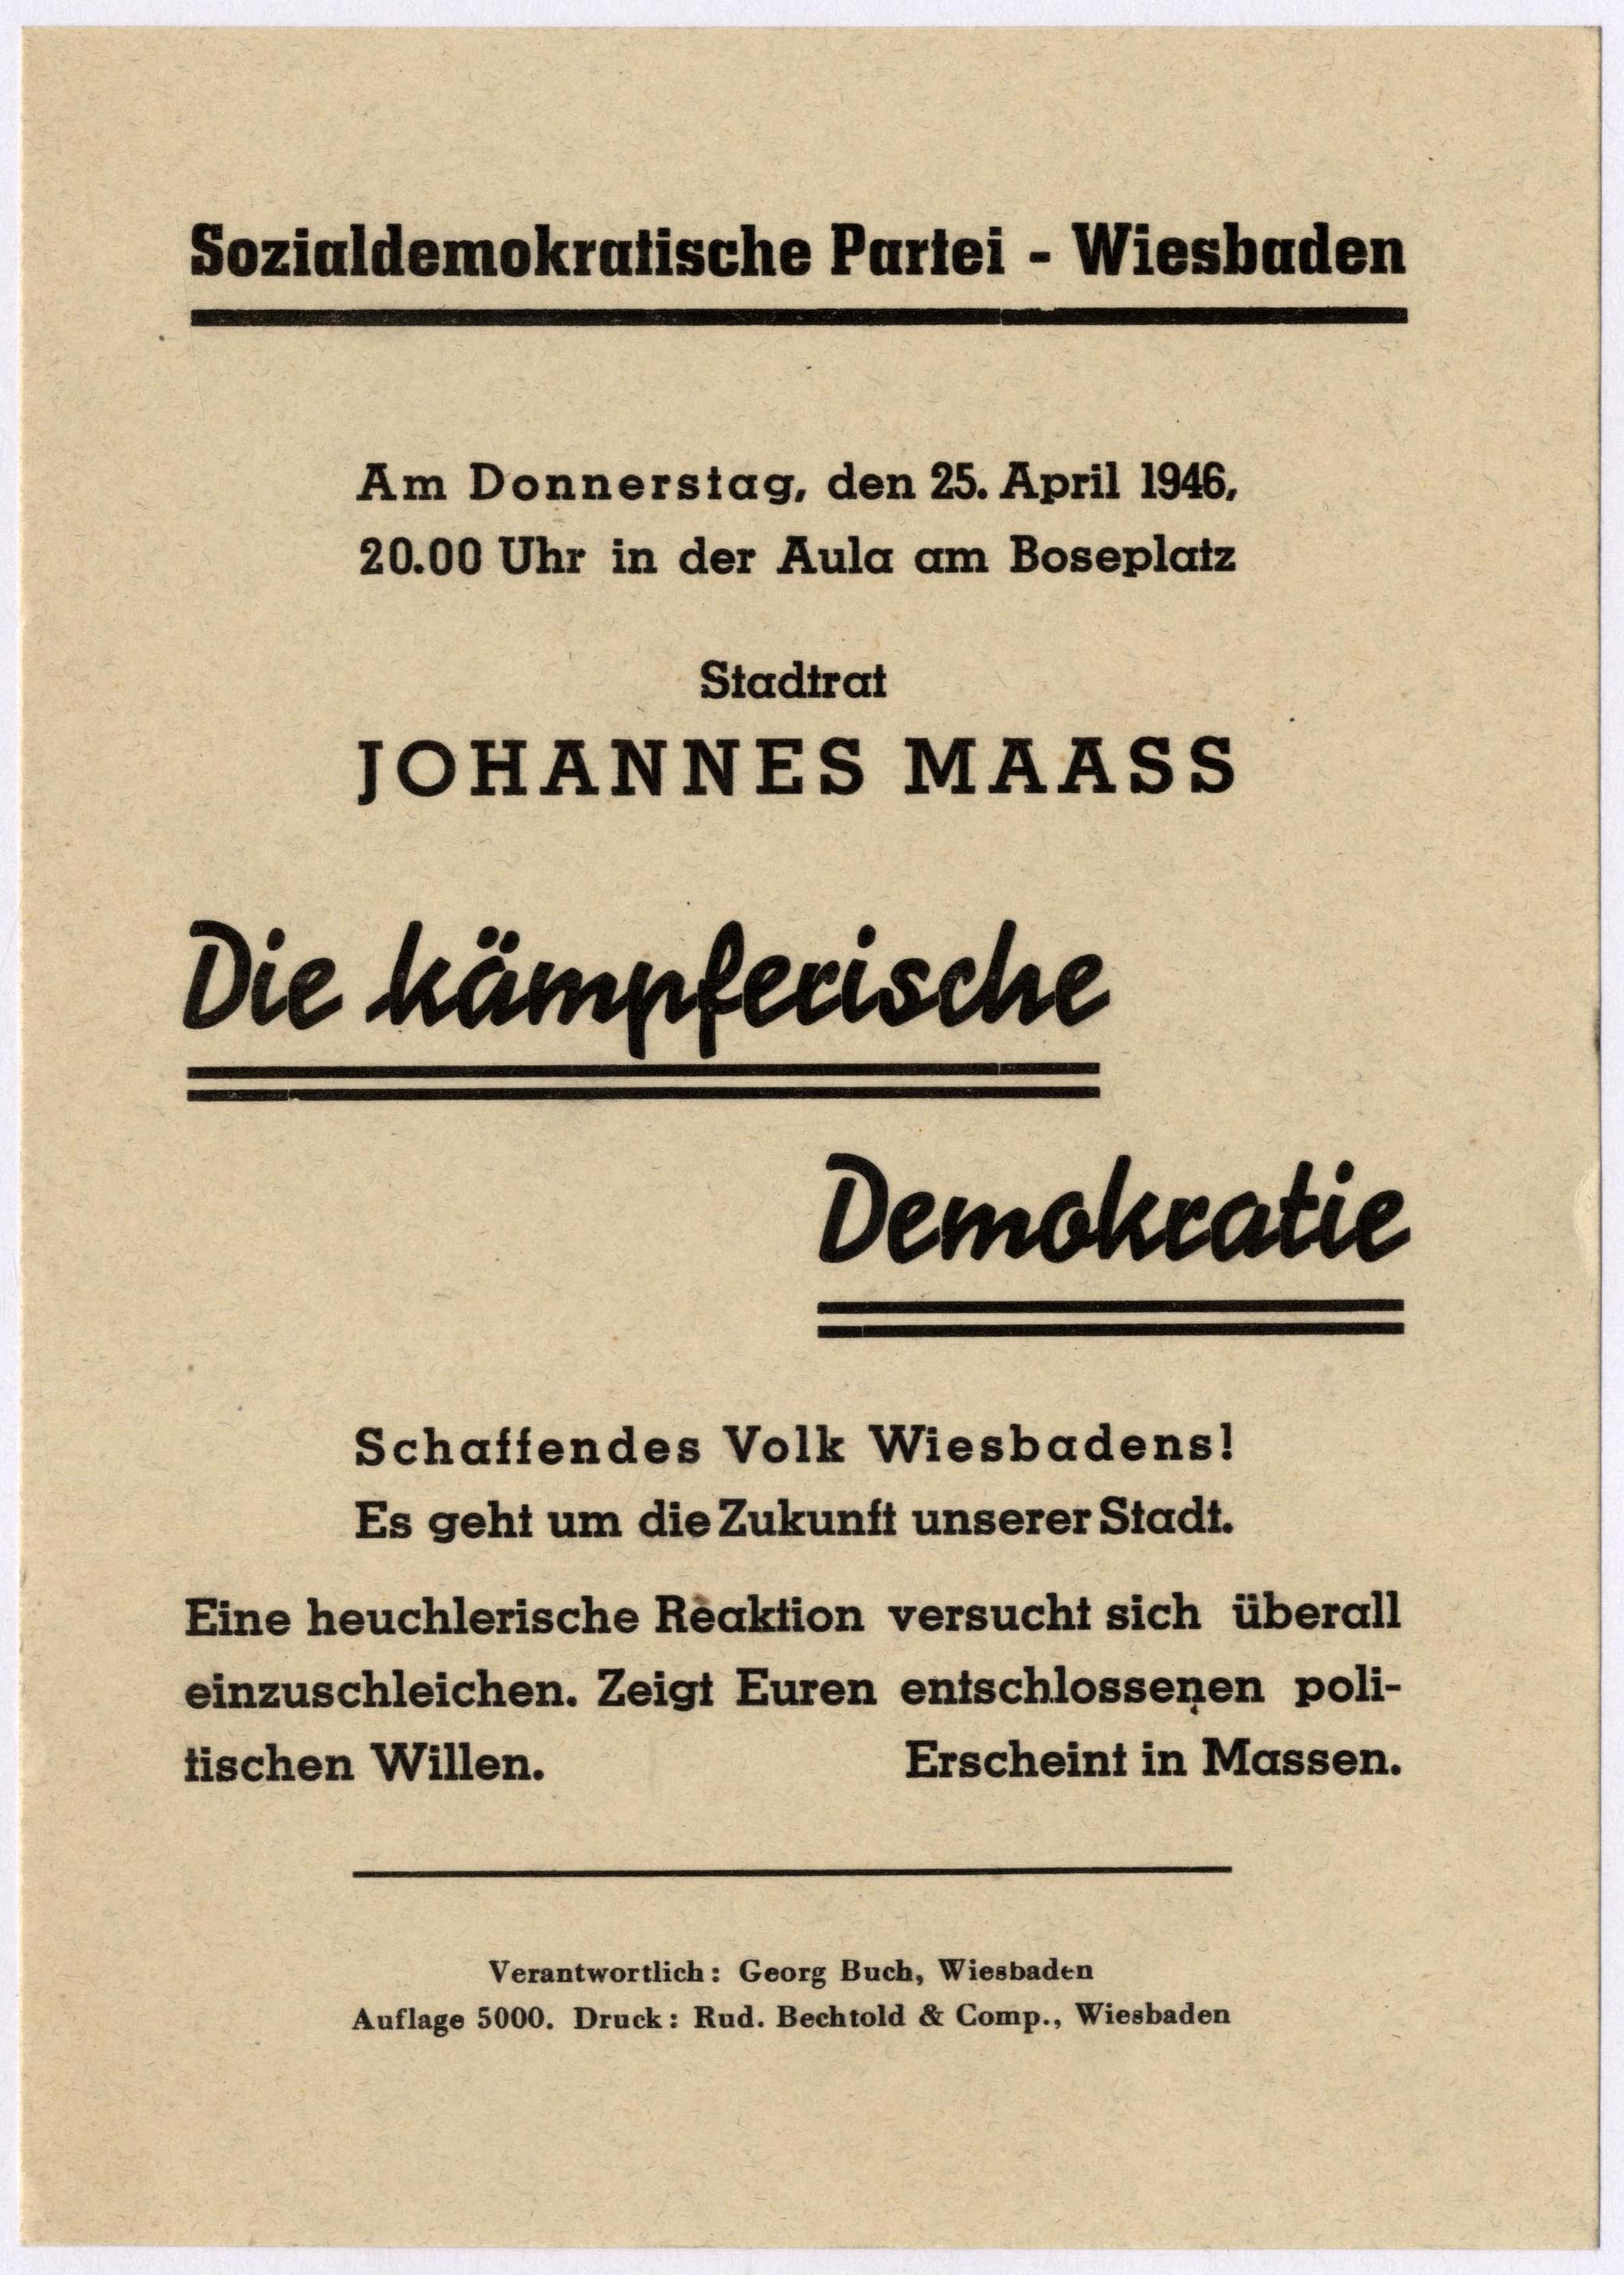 Sozialdemokratische Partei - Wiesbaden
Am Donnerstag, den 25. April 1946,
20.00 Uhr in der Aula am Boseplatz
Stadtrat
JOHANNES MAASS
Die kämpferische
Demokratie
Schaffendes Volk Wiesbadens!
Es geht um die Zukunft unserer Stadt.
Eine heuchlerische Reaktion versucht sich überall
einzuschleichen. Zeigt Euren entschlossenen poli-
tischen Willen. Erscheint in Massen.
Verantwortlich: Georg Buch, Wiesbaden
Auflage 5000. Druck: Rud. Bechtold & Comp., Wiesbaden